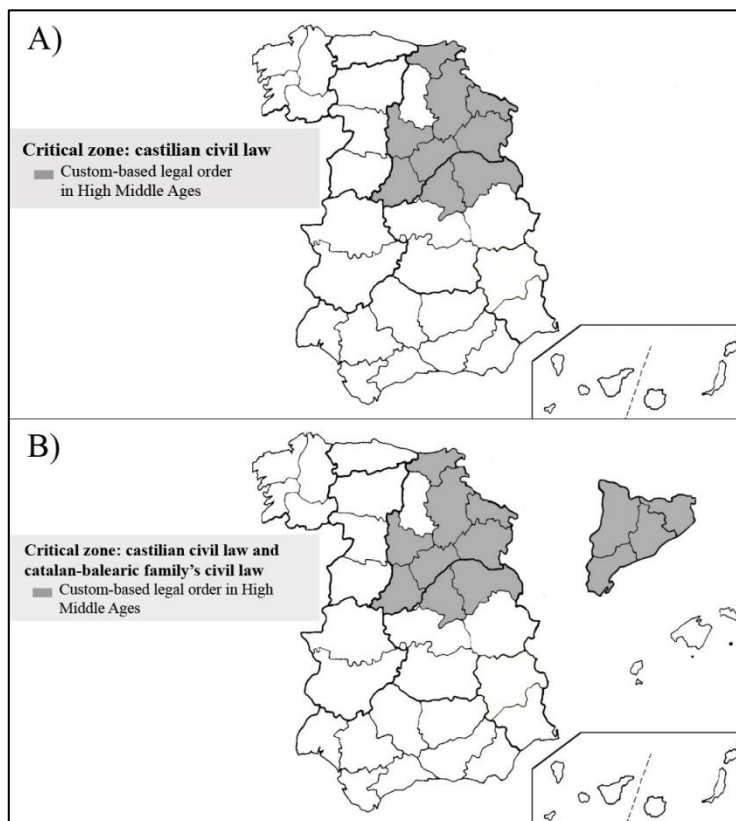 A)
Critical zone: castilian civil law
Custom-based legal order
in High Middle Ages
B)
Critical zone: castilian civil law and
catalan-balearic family's civil law
Custom-based legal order in High
Middle Ages